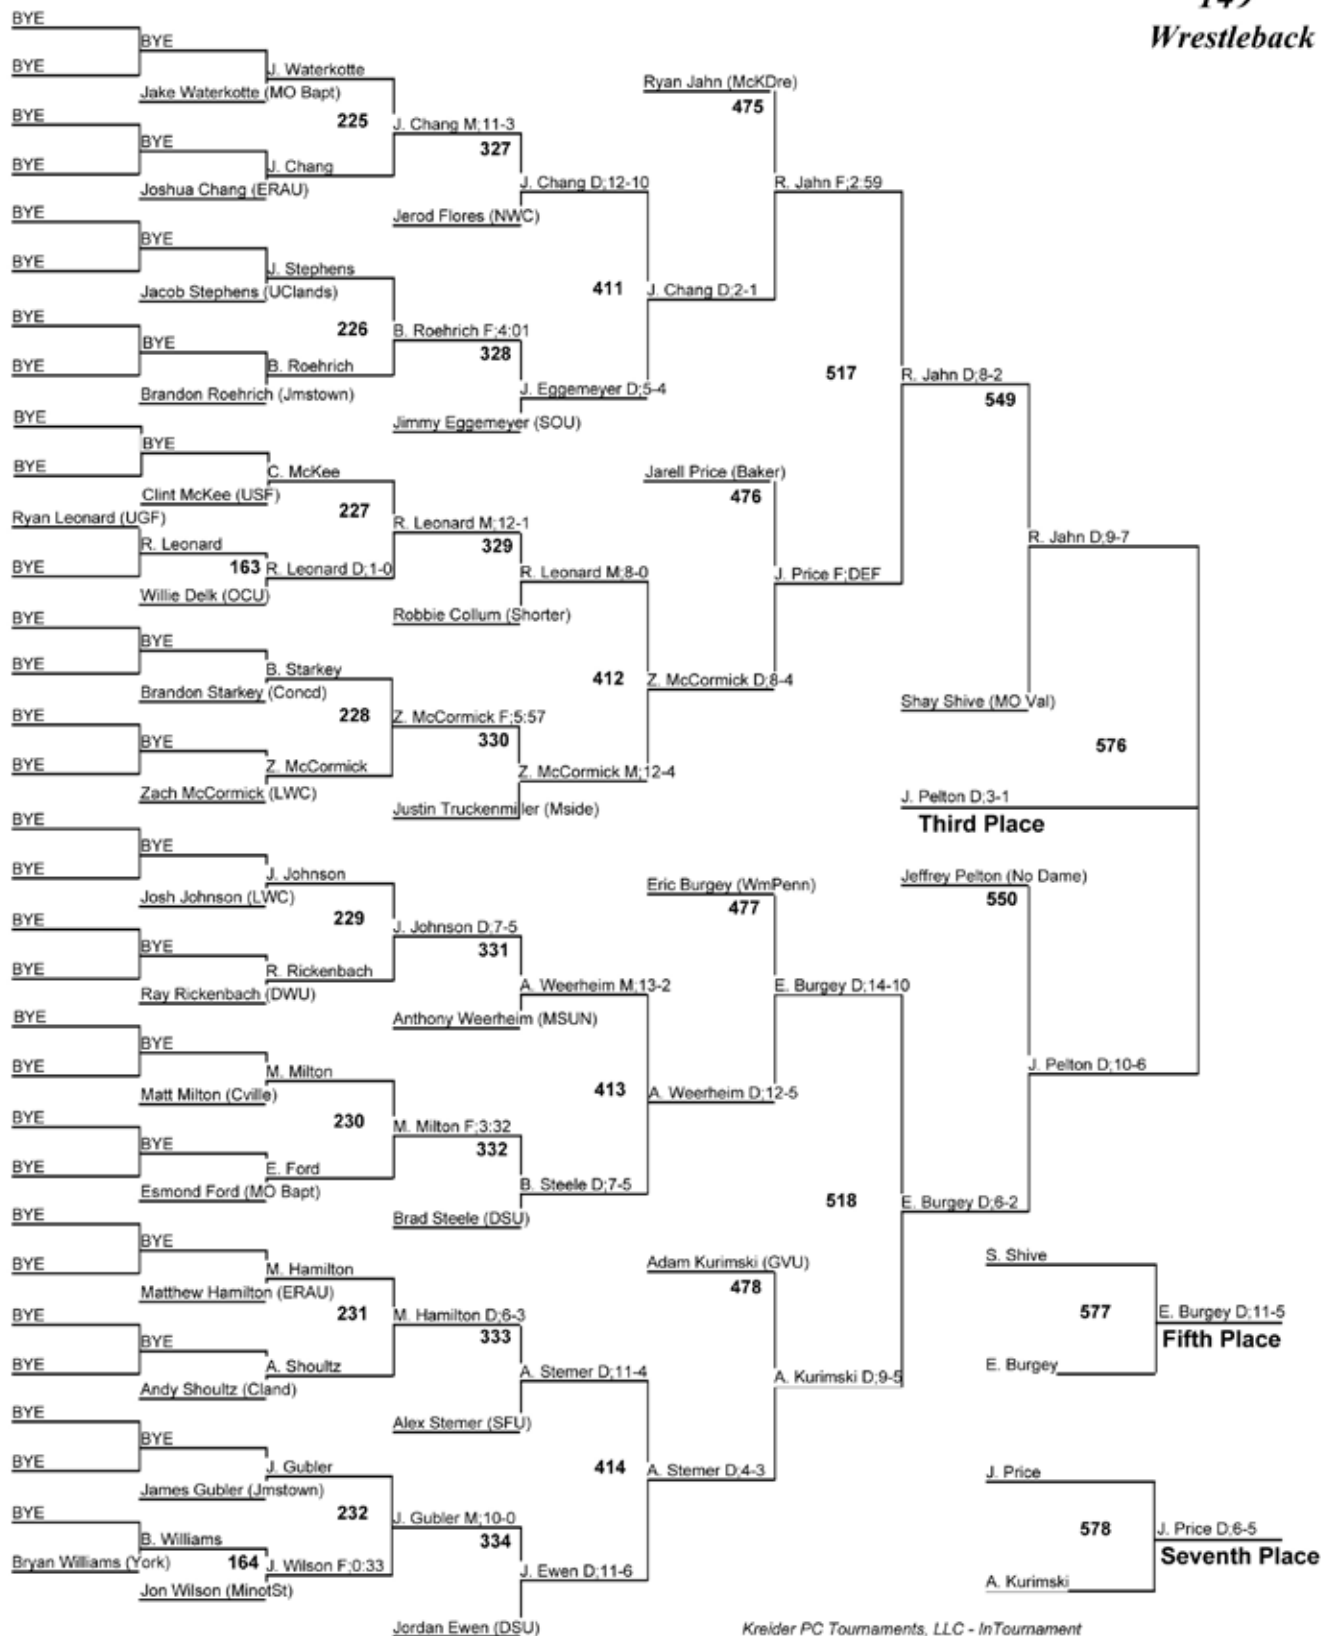 149
Wrestleback
BYE
BYE
BYE
J. Waterkotte
Jake Waterkotte (MO Bapt)
225
BYE
BYE
BYE
J. Chang
Joshua Chang (ERAU)
J. Chang M;11-3
327
J. Chang D;12-10
Jerod Flores (NWC)
BYE
BYE
BYE
J. Stephens
Jacob Stephens (UClands)
226
BYE
BYE
BYE
B. Roehrich
Brandon Roehrich (Jmstown)
B. Roehrich F;4:01
328
J. Eggemeyer D;5-4
Jimmy Eggemeyer (SOU)
411
J. Chang D;2-1
Ryan Jahn (McKDre)
475
R. Jahn F;2:59
BYE
BYE
BYE
C. McKee
Clint McKee (USF)
227
Ryan Leonard (UGF)
BYE
R. Leonard
163
R. Leonard D;1-0
Willie Delk (OCU)
R. Leonard M;12-1
329
R. Leonard M;8-0
Robbie Collum (Shorter)
BYE
BYE
BYE
B. Starkey
Brandon Starkey (Concd)
228
BYE
BYE
BYE
Z. McCormick
Zach McCormick (LWC)
Z. McCormick F;5:57
330
Z. McCormick M;12-4
Justin Truckenmiller (Mside)
412
Z. McCormick D;8-4
Jarell Price (Baker)
476
J. Price F;DEF
517
R. Jahn D;8-2
549
R. Jahn D;9-7
Shay Shive (MO Val)
576
J. Pelton D;3-1
Third Place
BYE
BYE
BYE
J. Johnson
Josh Johnson (LWC)
229
BYE
BYE
BYE
R. Rickenbach
Ray Rickenbach (DWU)
J. Johnson D;7-5
331
A. Weerheim M;13-2
Anthony Weerheim (MSUN)
BYE
BYE
BYE
M. Milton
Matt Milton (Cville)
230
BYE
BYE
BYE
E. Ford
Esmond Ford (MO Bapt)
M. Milton F;3:32
332
B. Steele D;7-5
Brad Steele (DSU)
413
A. Weerheim D;12-5
Eric Burgey (WmPenn)
477
E. Burgey D;14-10
Jeffrey Pelton (No Dame)
550
J. Pelton D;10-6
BYE
BYE
BYE
M. Hamilton
Matthew Hamilton (ERAU)
231
BYE
BYE
BYE
A. Shoultz
Andy Shoultz (Cland)
M. Hamilton D;6-3
333
A. Stemer D;11-4
Alex Stemer (SFU)
BYE
BYE
BYE
J. Gubler
James Gubler (Jmstown)
232
BYE
Bryan Williams (York)
B. Williams
164
J. Wilson F;0:33
Jon Wilson (MinotSt)
J. Gubler M;10-0
334
J. Ewen D;11-6
Jordan Ewen (DSU)
414
A. Stemer D;4-3
Adam Kurimski (GVU)
478
A. Kurimski D;9-5
518
E. Burgey D;6-2
S. Shive
577
E. Burgey
E. Burgey D;11-5
Fifth Place
J. Price
578
A. Kurimski
J. Price D;6-5
Seventh Place
Kreider PC Tournaments, LLC - InTournament